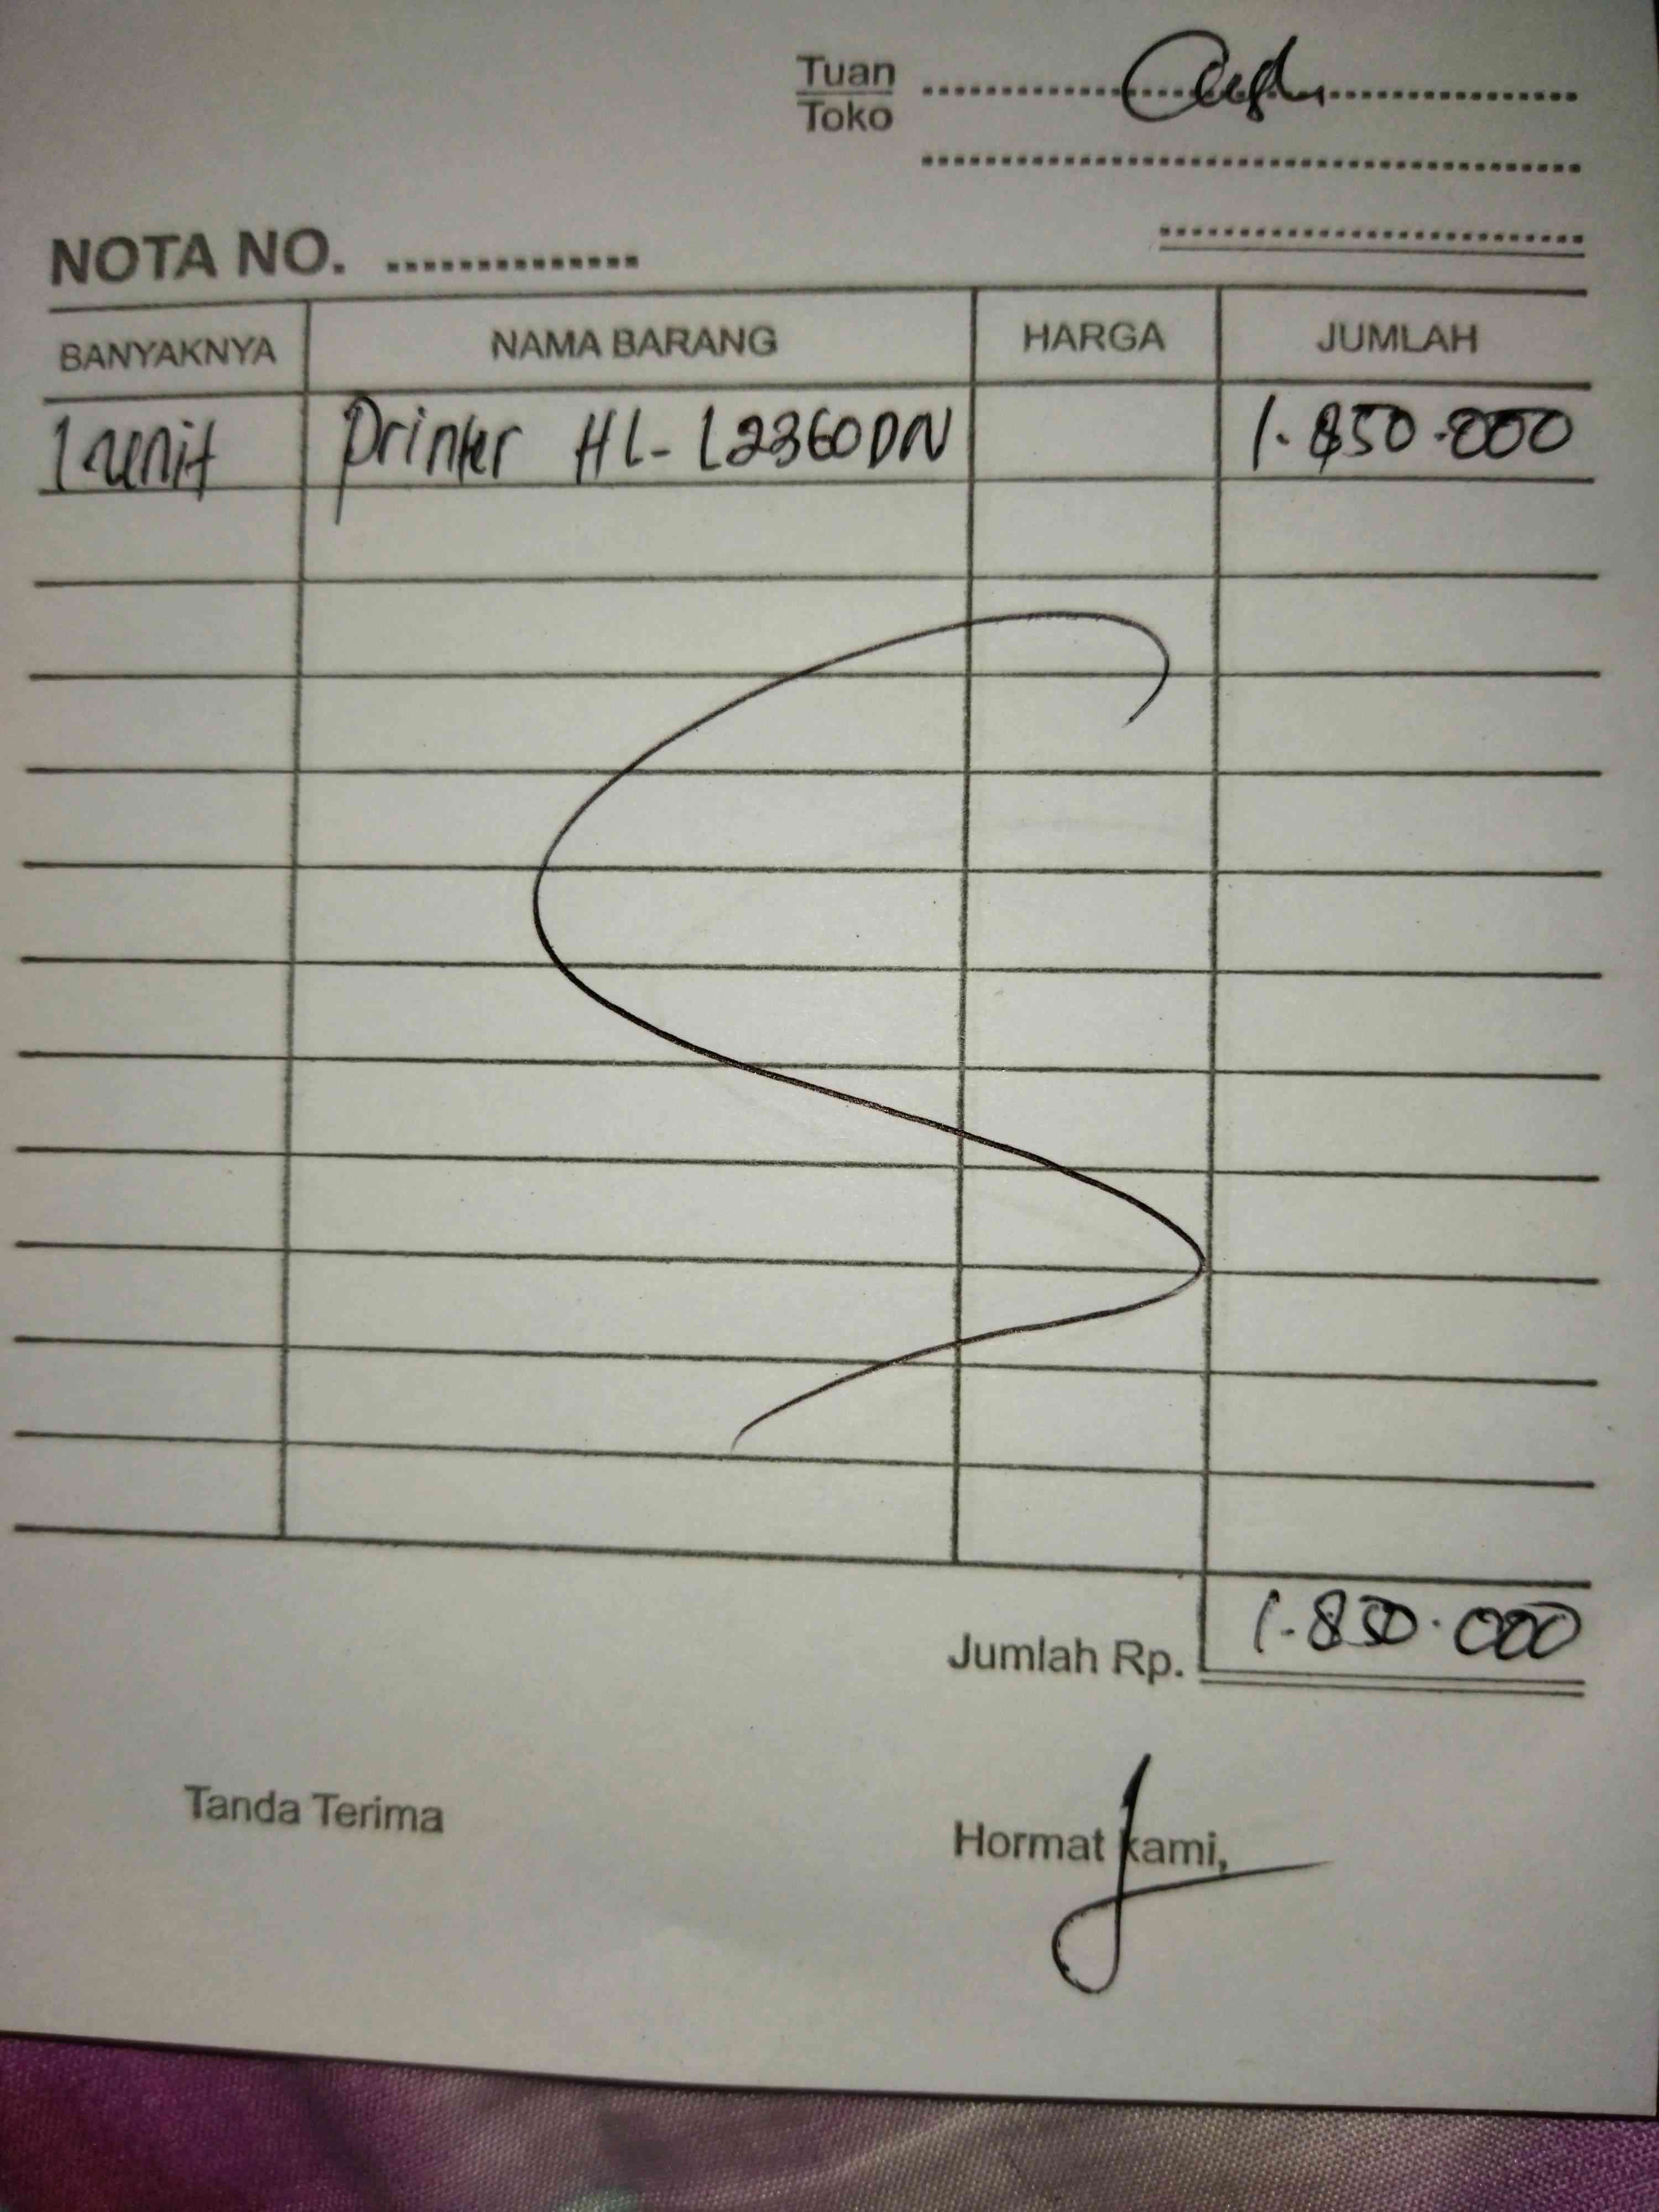 Tuan Cash
Toko
NOTA NO. ..............
BANYAKNYA NAMA BARANG HARGA JUMLAH
1 unit Printer HL-L2360DN 1.850.000
Jumlah Rp. 1.850.000
Tanda Terima Hormat kami,